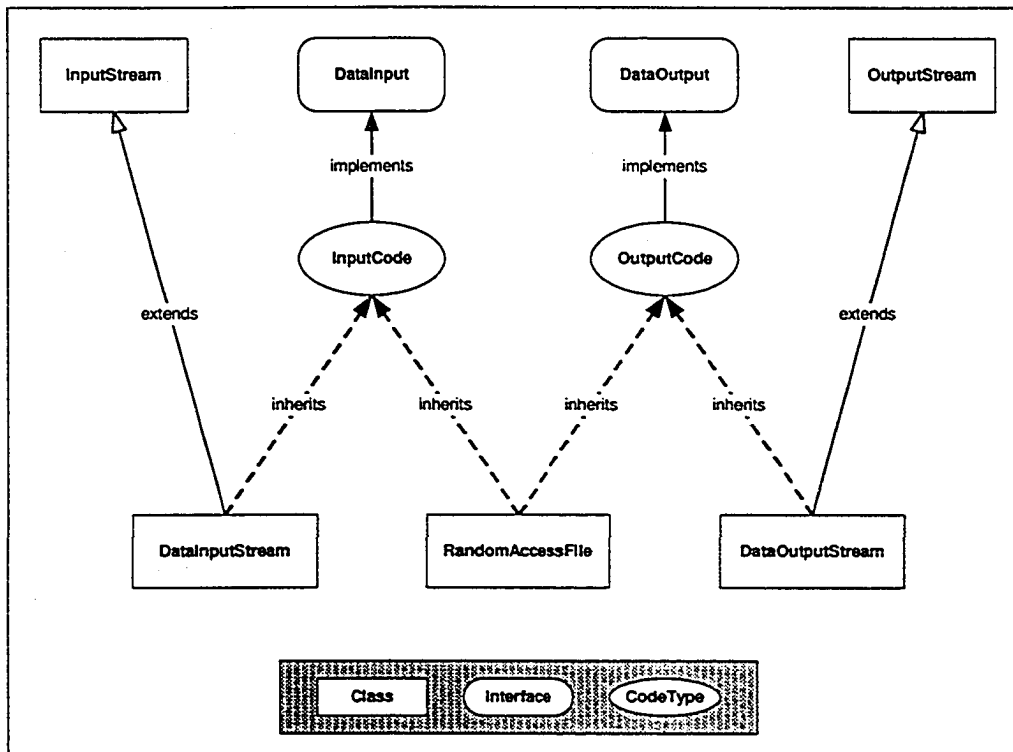 InputStream
DataInput
DataOutput
OutputStream
implements
implements
InputCode
OutputCode
extends
extends
inherits
inherits
inherits
inherits
DataInputStream
RandomAccessFile
DataOutputStream
Class
Interface
CodeType